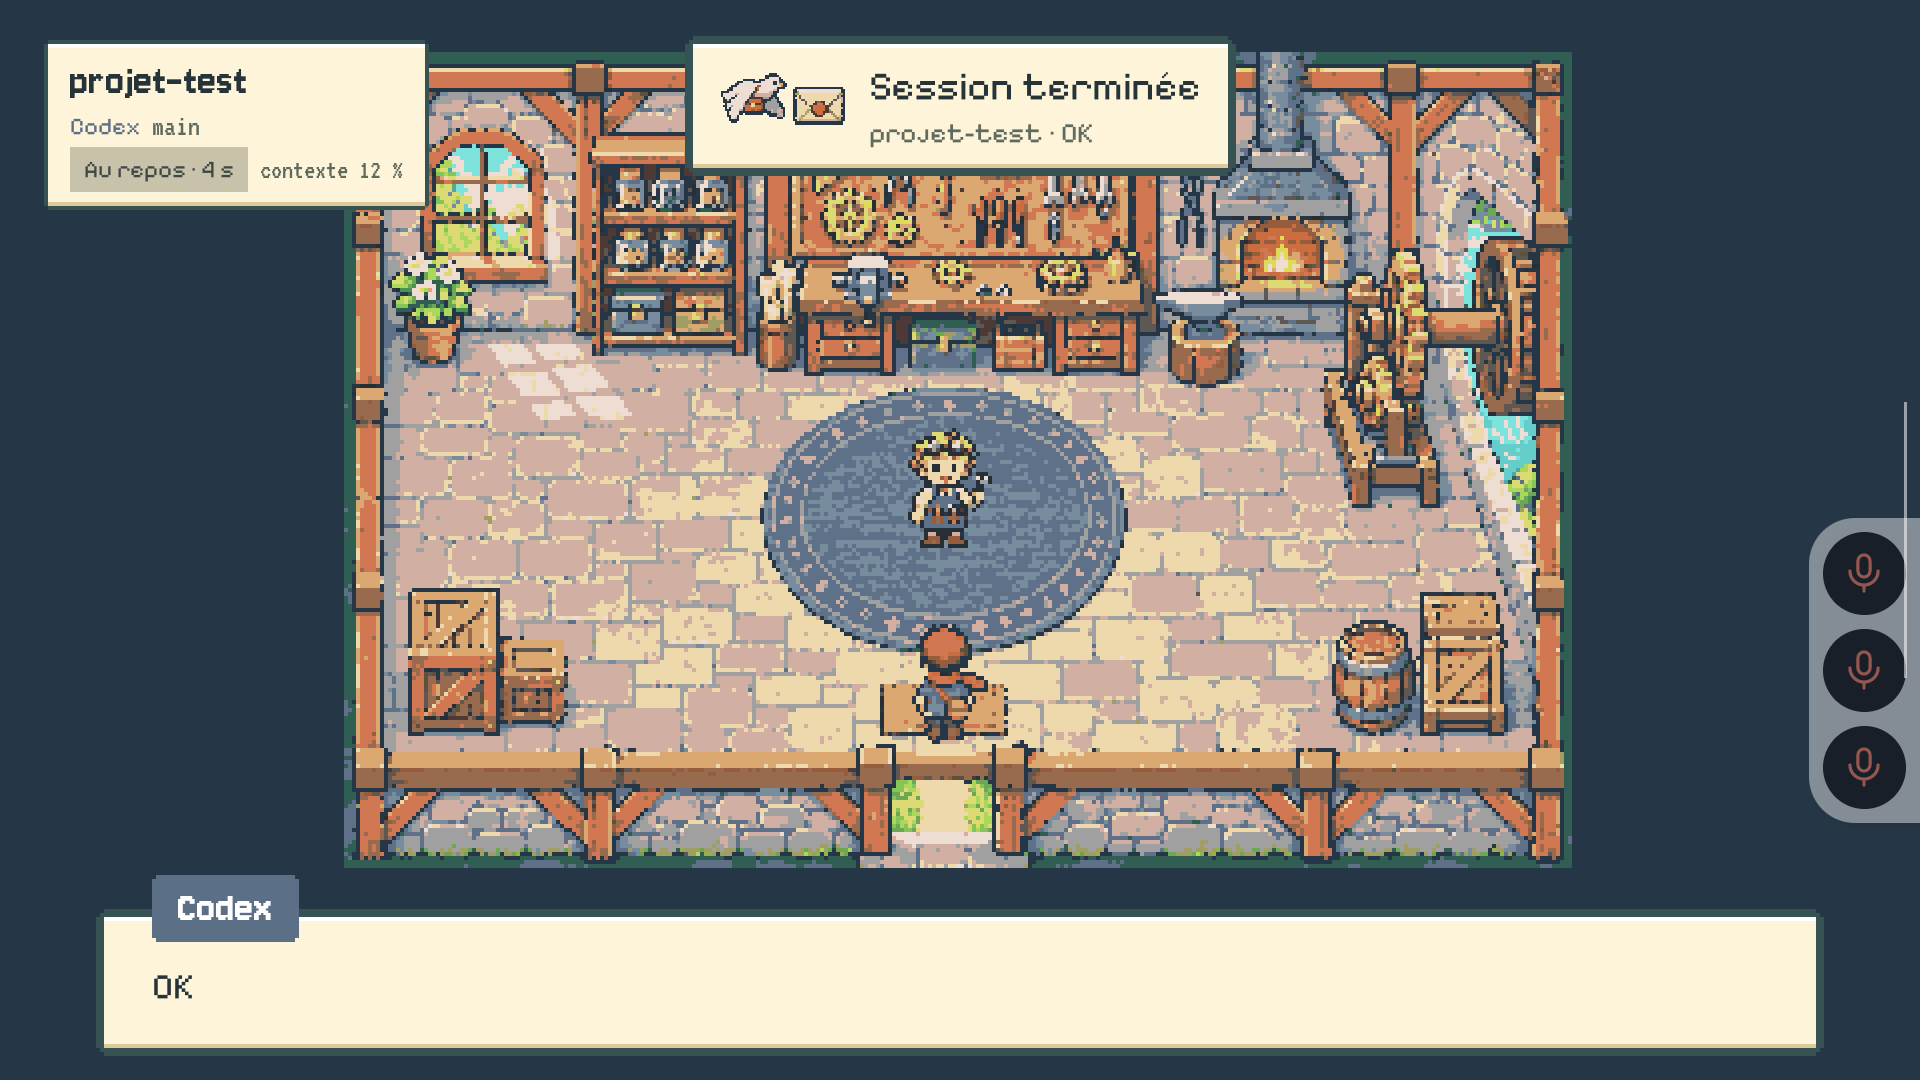 projet-test
Codex main
Au repos · 4 s contexte 12 %
Session terminée
projet-test · OK
Codex
OK